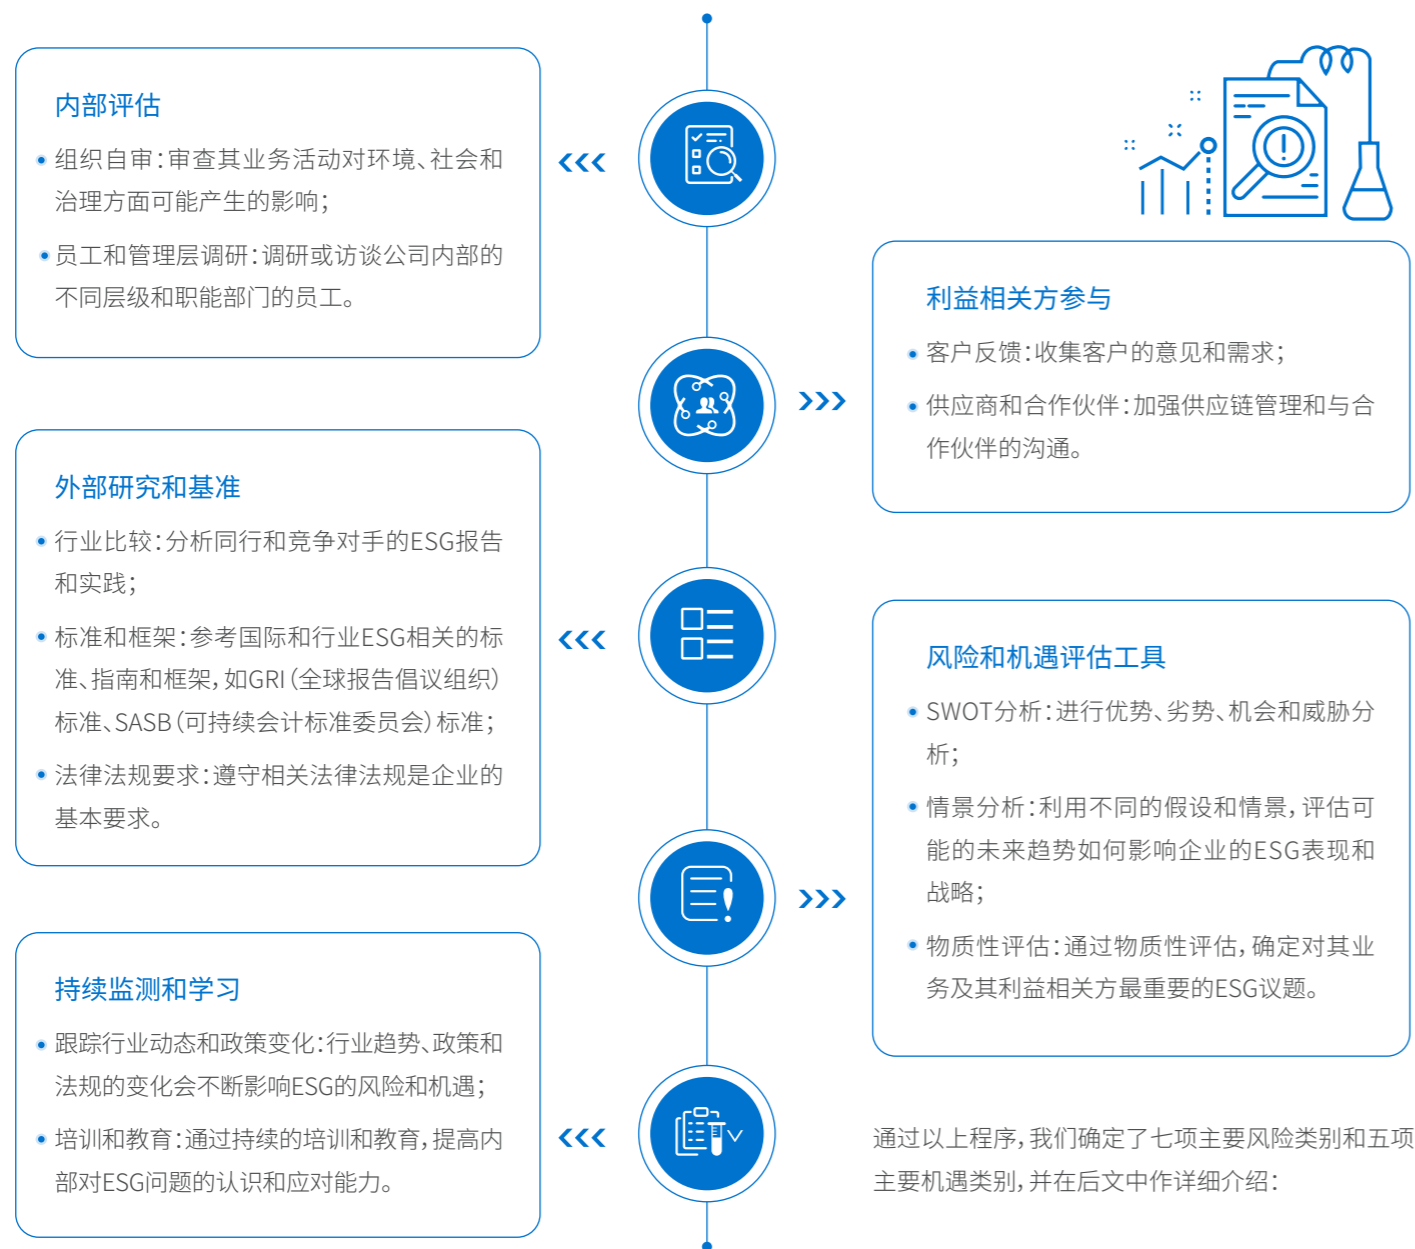 内部评估
组织自审：审查其业务活动对环境、社会和
治理方面可能产生的影响；
员工和管理层调研：调研或访谈公司内部的
不同层级和职能部门的员工。
利益相关方参与
客户反馈：收集客户的意见和需求；
供应商和合作伙伴：加强供应链管理和与合
作伙伴的沟通。
外部研究和基准
行业比较：分析同行和竞争对手的ESG报告
和实践；
标准和框架：参考国际和行业ESG相关的标
准、指南和框架，如GRI（全球报告倡议组织）
标准、SASB（可持续会计标准委员会）标准；
法律法规要求：遵守相关法律法规是企业的
基本要求。
风险和机遇评估工具
SWOT分析：进行优势、劣势、机会和威胁分
析；
情景分析：利用不同的假设和情景，评估可
能的未来趋势如何影响企业的ESG表现和
战略；
物质性评估：通过物质性评估，确定对其业
务及其利益相关方最重要的ESG议题。
持续监测和学习
跟踪行业动态和政策变化：行业趋势、政策和
法规的变化会不断影响ESG的风险和机遇；
培训和教育：通过持续的培训和教育，提高内
部对ESG问题的认识和应对能力。
通过以上程序，我们确定了七项主要风险类别和五项
主要机遇类别，并在后文中作详细介绍：